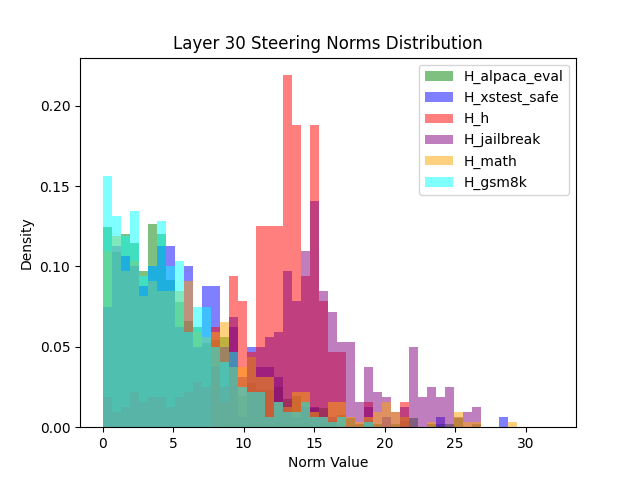 Layer 30 Steering Norms Distribution
H_alpaca_eval
H_xstest_safe
H_h
H_jailbreak
H_math
H_gsm8k
0.20
0.15
0.10
0.05
0.00
Density
0 5 10 15 20 25 30
Norm Value